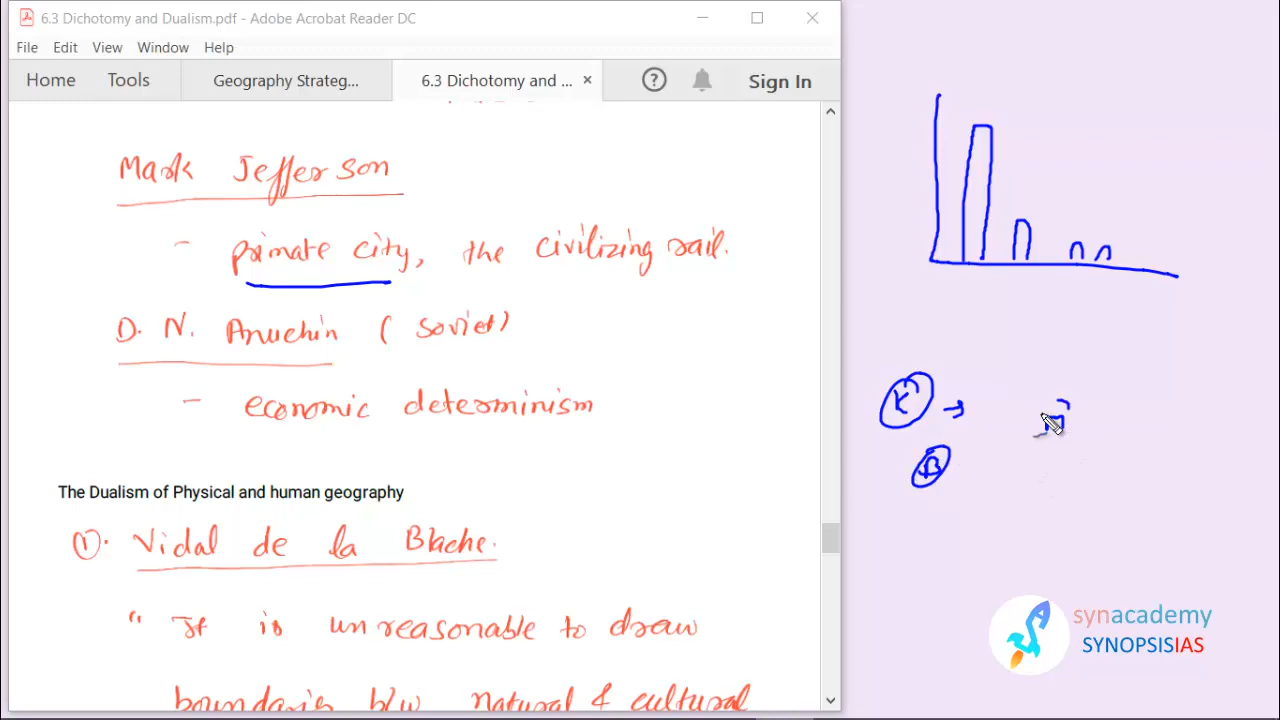 6.3 Dichotomy and Dualism.pdf - Adobe Acrobat Reader DC
File Edit View Window Help
Home Tools Geography Strateg... 6.3 Dichotomy and ... × ? Sign In
Mark Jefferson
- primate city, the civilizing rail.
D. N. Anuchin (Soviet)
- economic determinism
The Dualism of Physical and human geography
1). Vidal de la Blache.
" It is unreasonable to draw
boundaries b/w natural & cultural
K →
B
synacademy
SYNOPSISIAS